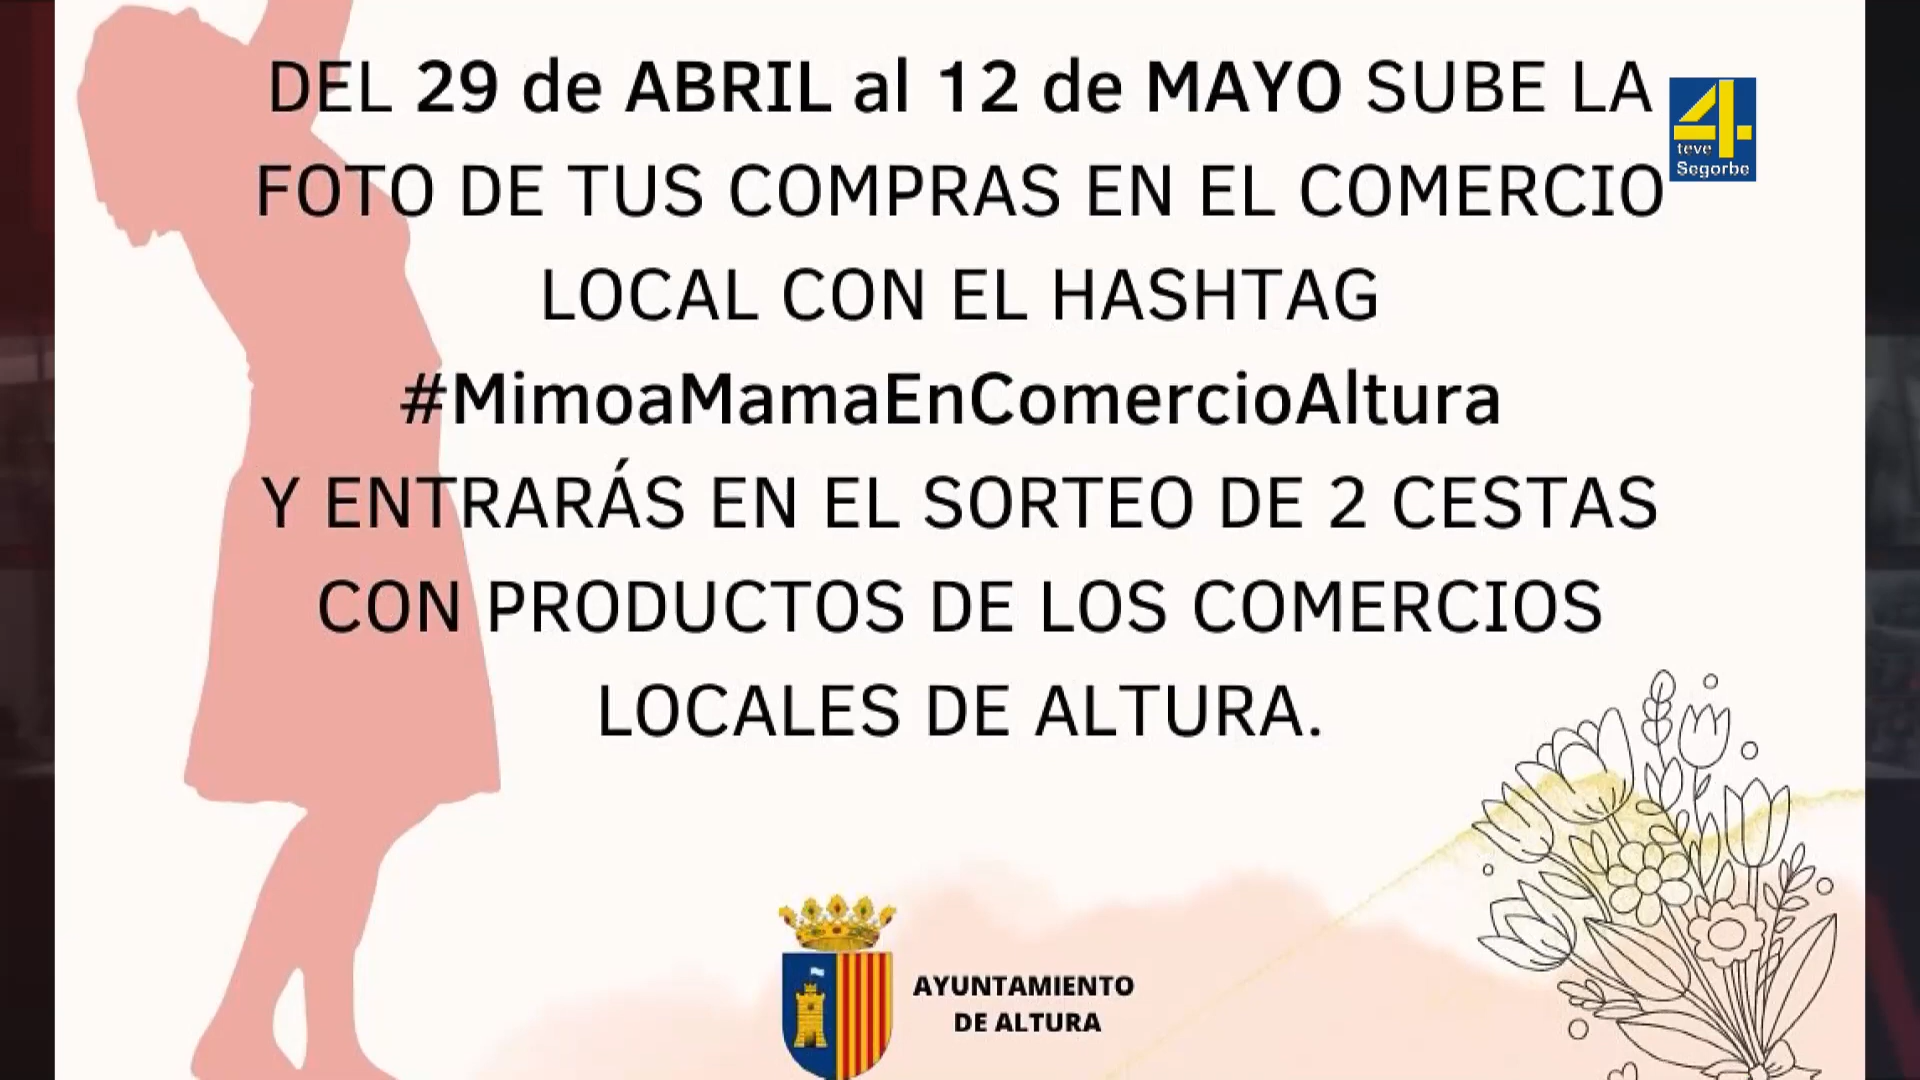 DEL 29 de ABRIL al 12 de MAYO SUBE LA
FOTO DE TUS COMPRAS EN EL COMERCIO
LOCAL CON EL HASHTAG
#MimoaMamaEnComercioAltura
Y ENTRARÁS EN EL SORTEO DE 2 CESTAS
CON PRODUCTOS DE LOS COMERCIOS
LOCALES DE ALTURA.
4
teve
Segorbe
AYUNTAMIENTO
DE ALTURA